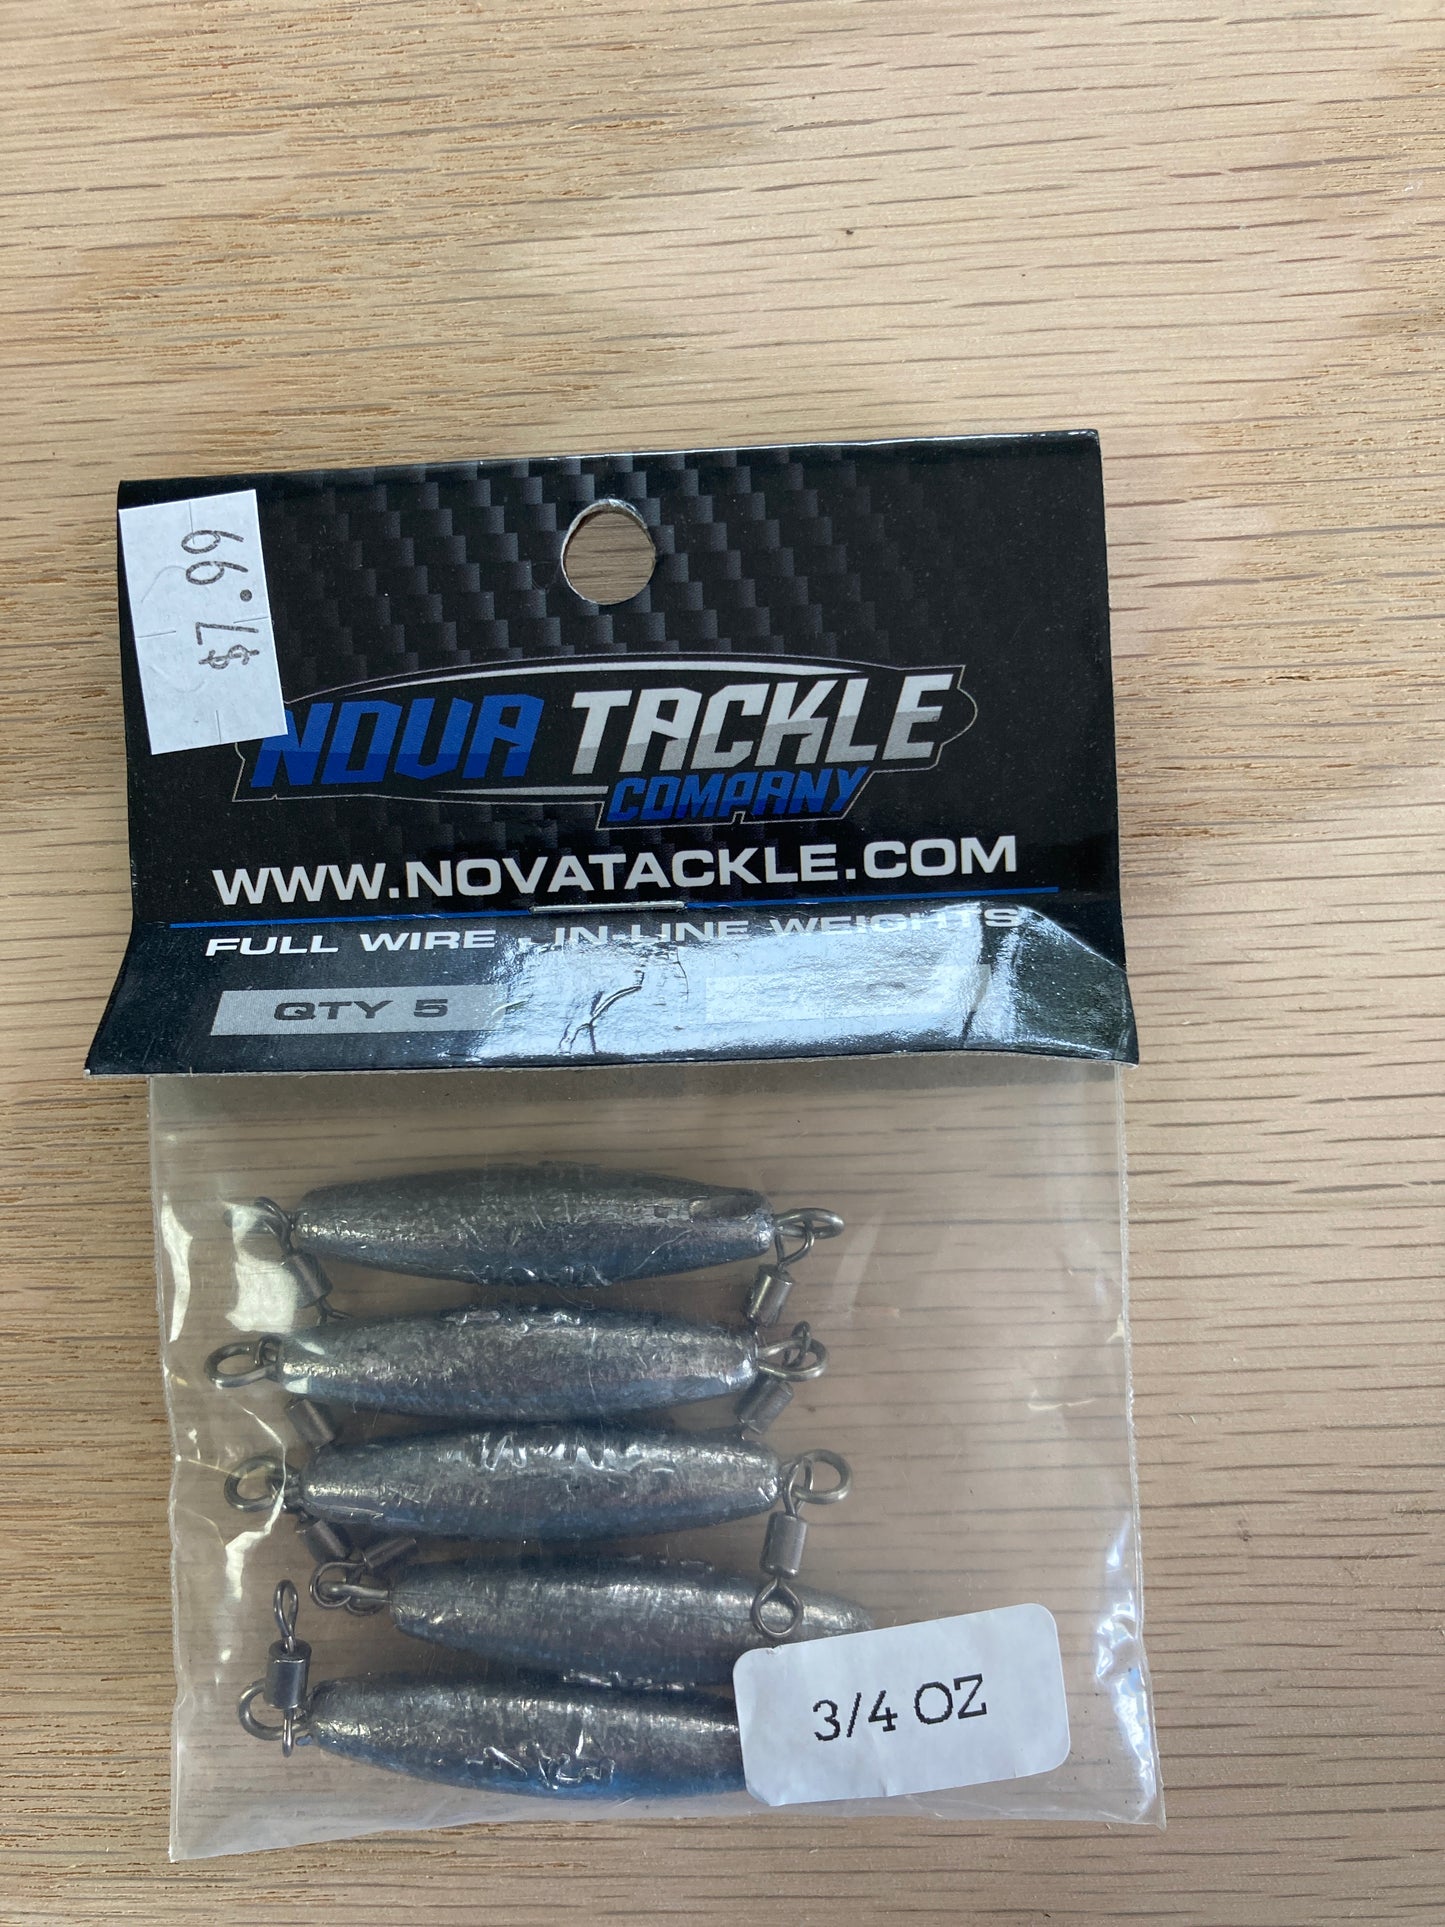 $7.99
NOVA TACKLE
COMPANY
WWW.NOVATACKLE.COM
FULL WIRE - IN-LINE WEIGHTS
QTY 5
3/4 OZ